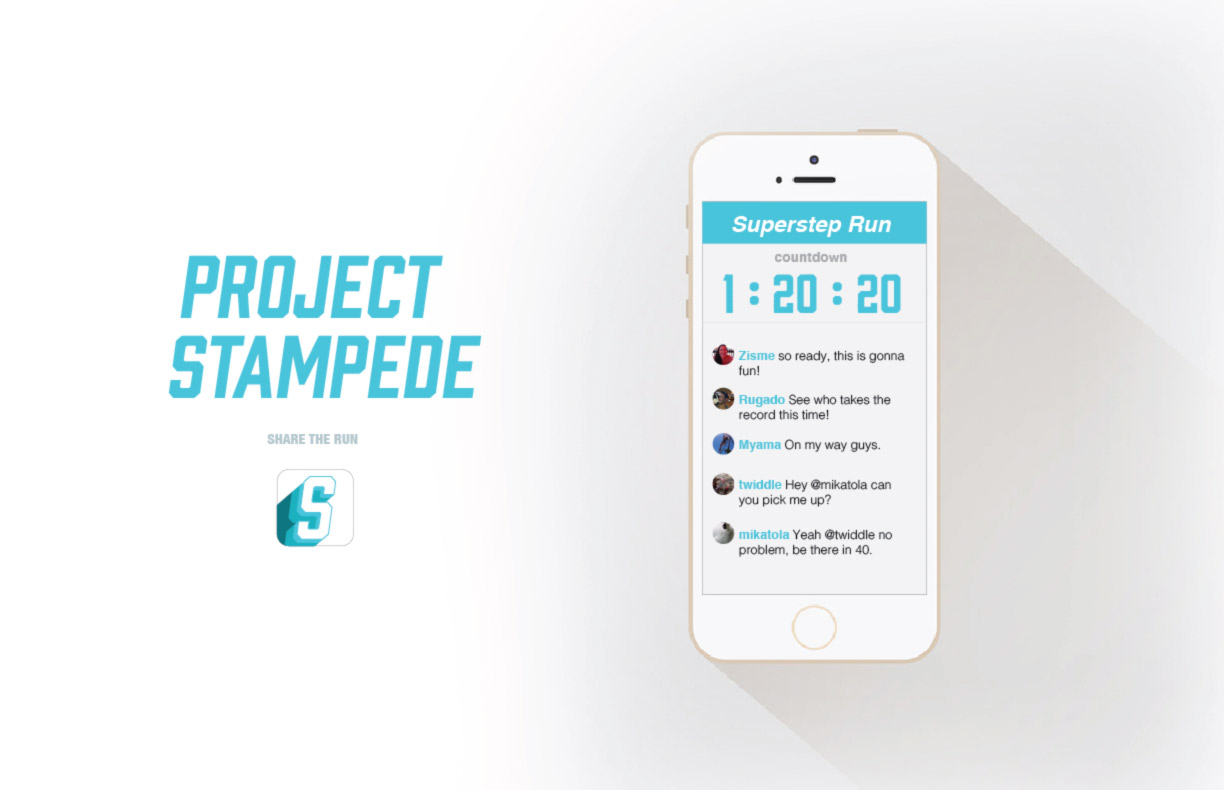 PROJECT
STAMPEDE
SHARE THE RUN
S
Superstep Run
countdown
1 : 20 : 20
Zisme so ready, this is gonna
fun!
Rugado See who takes the
record this time!
Myama On my way guys.
twiddle Hey @mikatola can
you pick me up?
mikatola Yeah @twiddle no
problem, be there in 40.